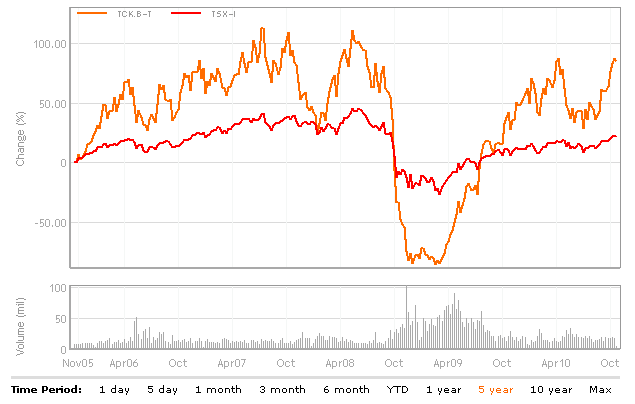 TCK.B-T TSX-I
100.00
50.00
0
-50.00
Change (%)
100
50
0
Volume (mil)
Nov05 Apr06 Oct Apr07 Oct Apr08 Oct Apr09 Oct Apr10 Oct
Time Period: 1 day 5 day 1 month 3 month 6 month YTD 1 year 5 year 10 year Max